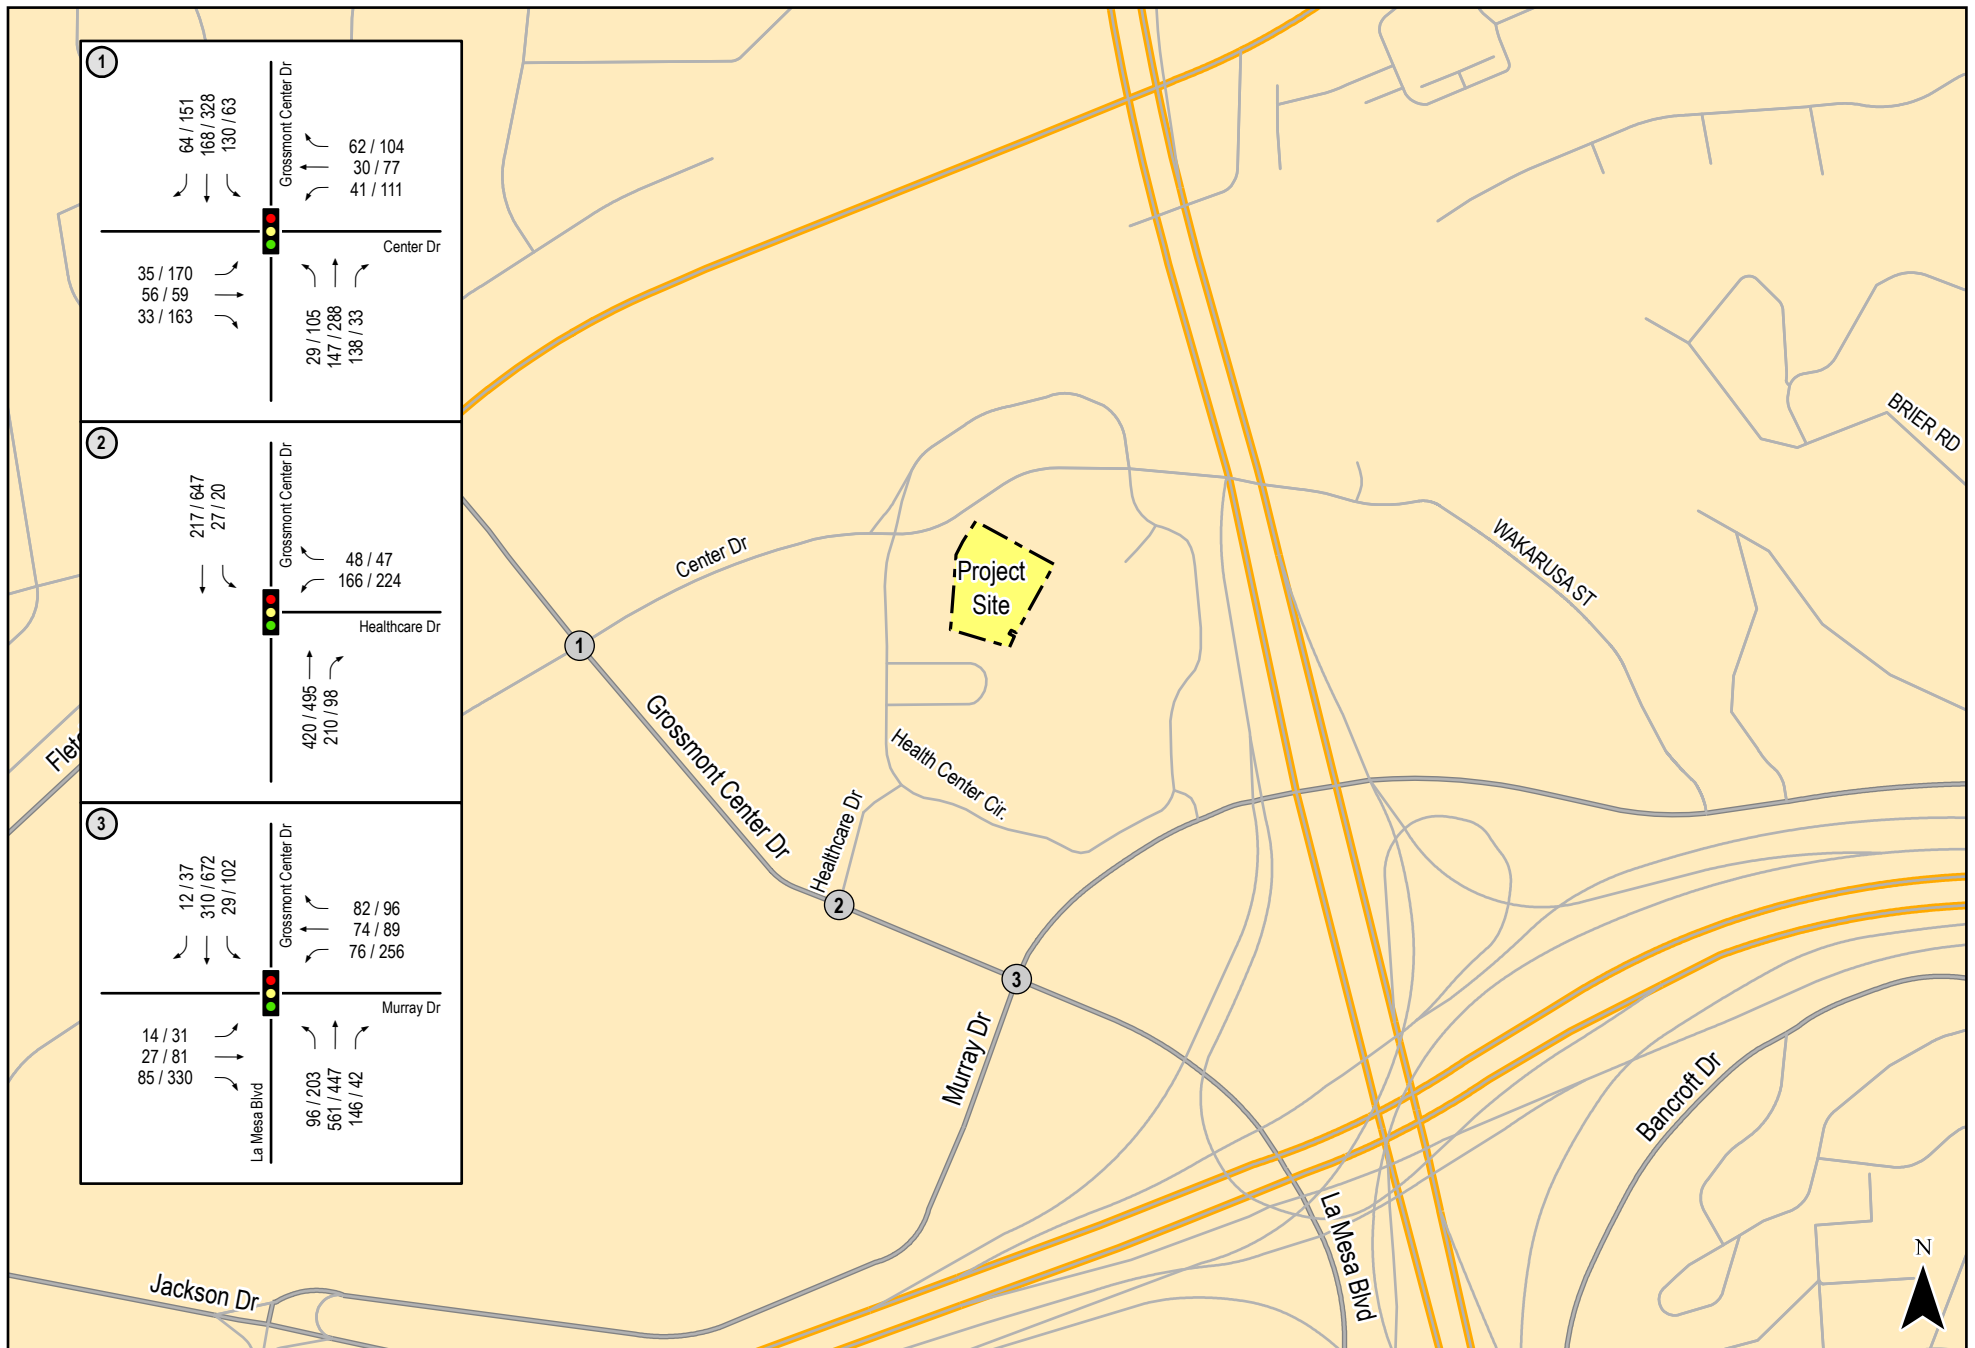 1
64 / 151
168 / 328
130 / 63
Grossmont Center Dr
62 / 104
30 / 77
41 / 111
Center Dr
35 / 170
56 / 59
33 / 163
29 / 105
147 / 288
138 / 33
2
217 / 647
27 / 20
Grossmont Center Dr
48 / 47
166 / 224
Healthcare Dr
420 / 495
210 / 98
3
12 / 37
310 / 672
29 / 102
Grossmont Center Dr
82 / 96
74 / 89
76 / 256
Murray Dr
14 / 31
27 / 81
85 / 330
La Mesa Blvd
96 / 203
561 / 447
146 / 42
BRIER RD
Center Dr
Project
Site
WAKARUSA ST
1
Grossmont Center Dr
Health Center Cir.
Healthcare Dr
2
3
Murray Dr
Bancroft Dr
La Mesa Blvd
Jackson Dr
N